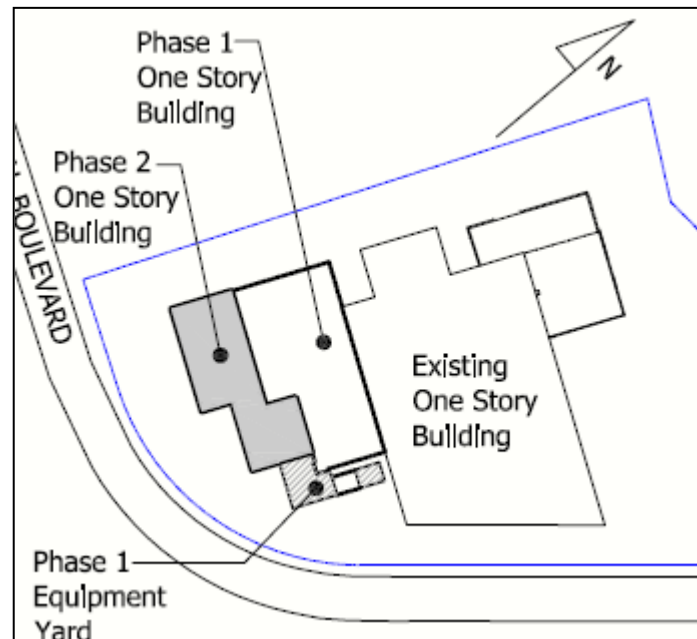 Phase 1
One Story
Building
Phase 2
One Story
Building
N
BOULEVARD
Existing
One Story
Building
Phase 1
Equipment
Yard